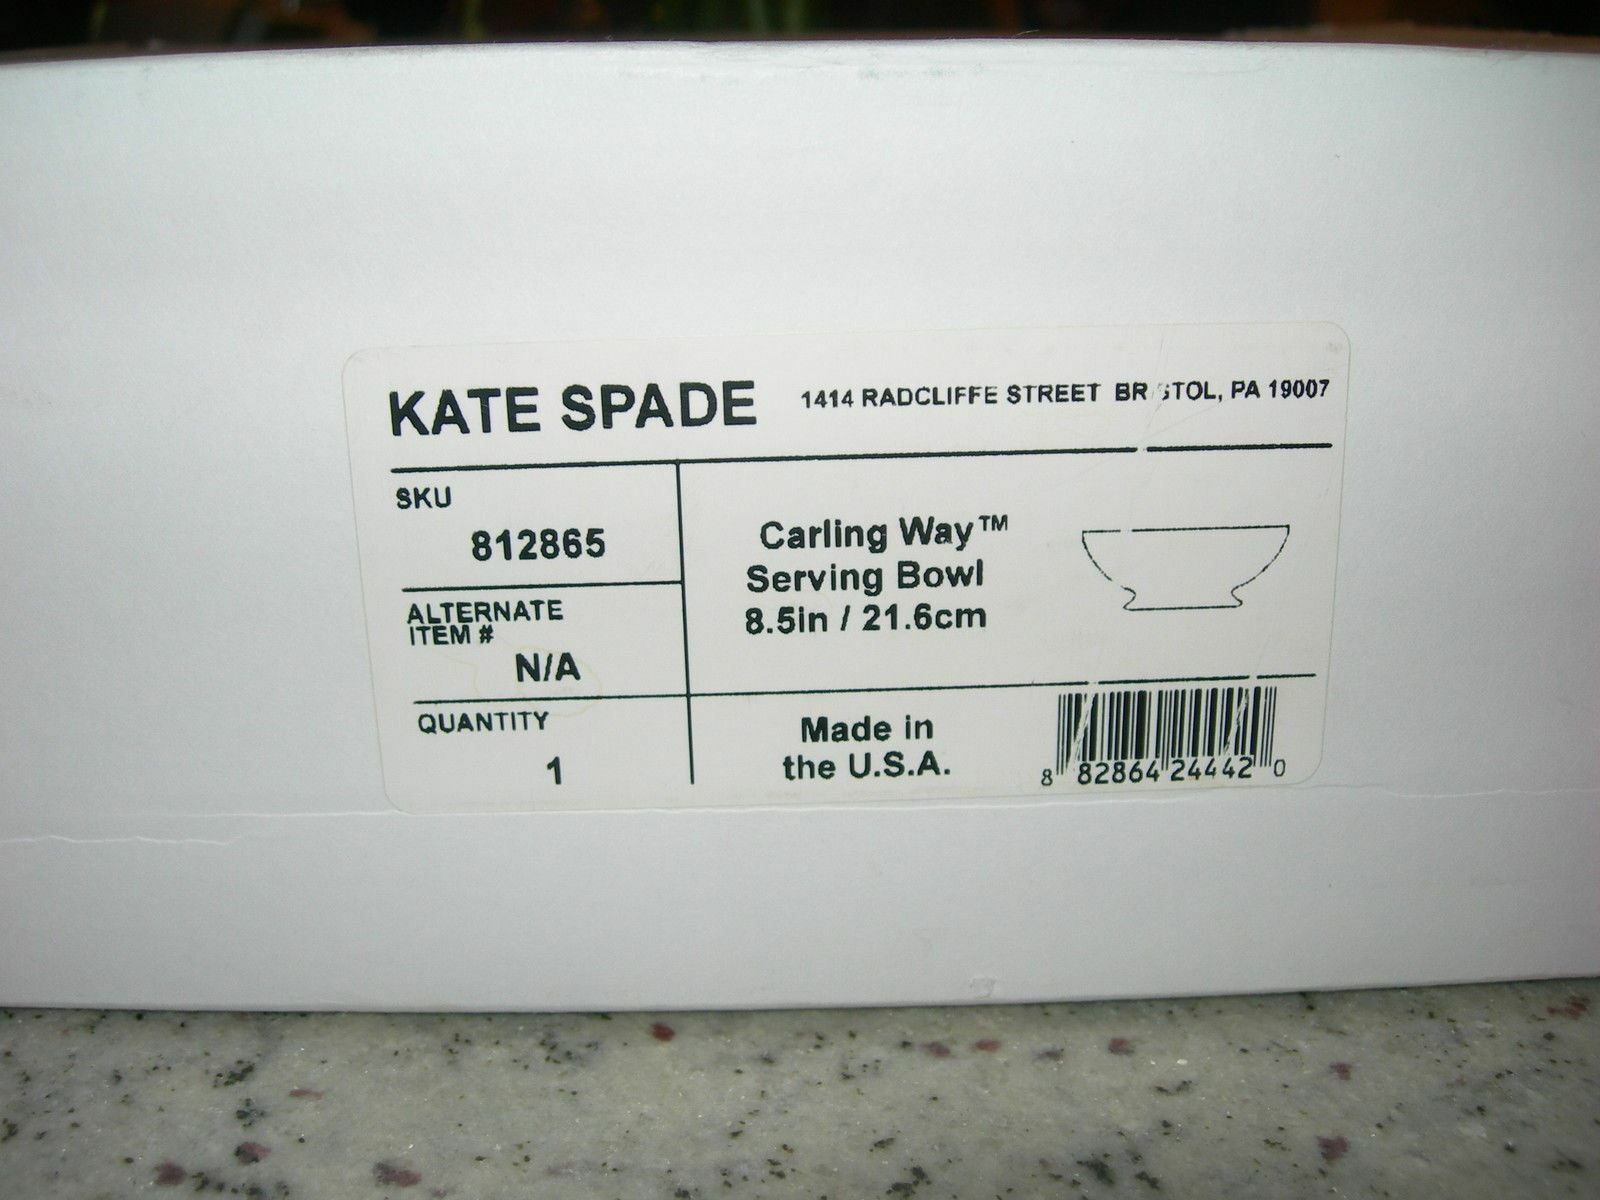 KATE SPADE 1414 RADCLIFFE STREET BRISTOL, PA 19007
SKU
812865
ALTERNATE
ITEM #
N/A
QUANTITY
1
Carling Way™
Serving Bowl
8.5in / 21.6cm
Made in
the U.S.A.
8 82864 24442 0